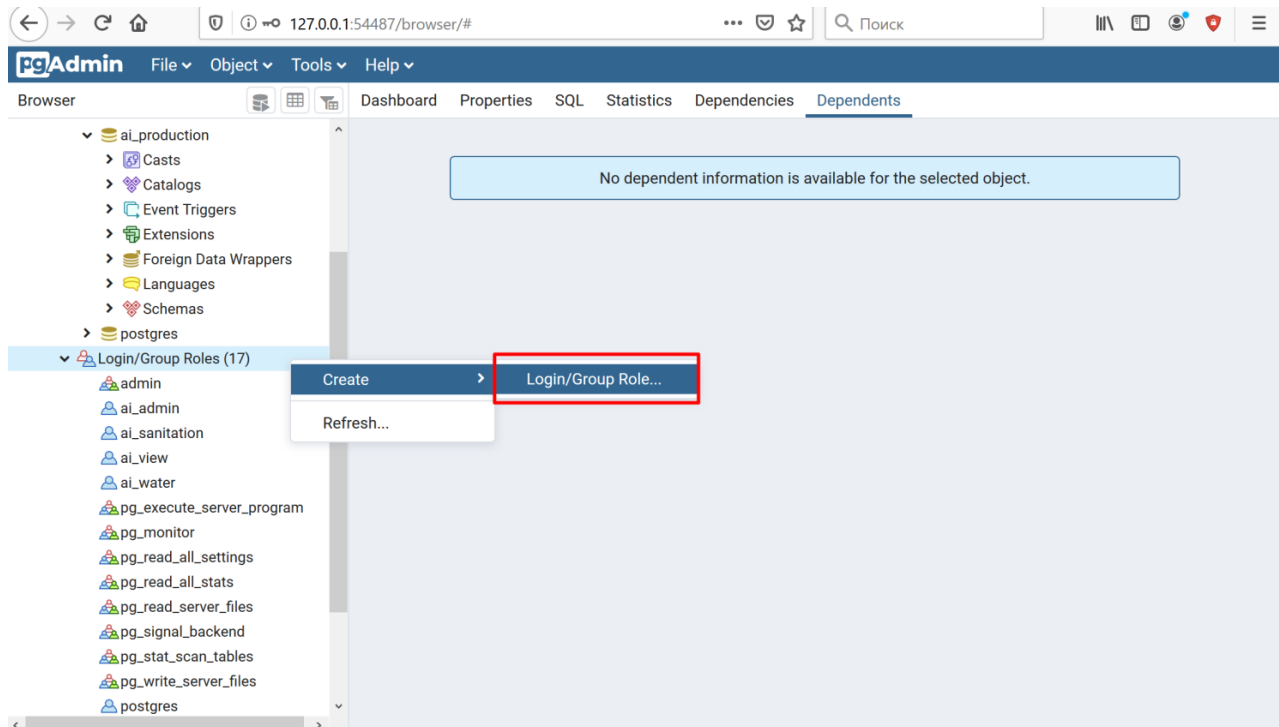 127.0.0.1:54487/browser/#
Поиск
pgAdmin File Object Tools Help
Browser
Dashboard Properties SQL Statistics Dependencies Dependents
ai_production
Casts
Catalogs
Event Triggers
Extensions
Foreign Data Wrappers
Languages
Schemas
postgres
No dependent information is available for the selected object.
Login/Group Roles (17)
Create
Login/Group Role...
Refresh...
admin
ai_admin
ai_sanitation
ai_view
ai_water
pg_execute_server_program
pg_monitor
pg_read_all_settings
pg_read_all_stats
pg_read_server_files
pg_signal_backend
pg_stat_scan_tables
pg_write_server_files
postgres